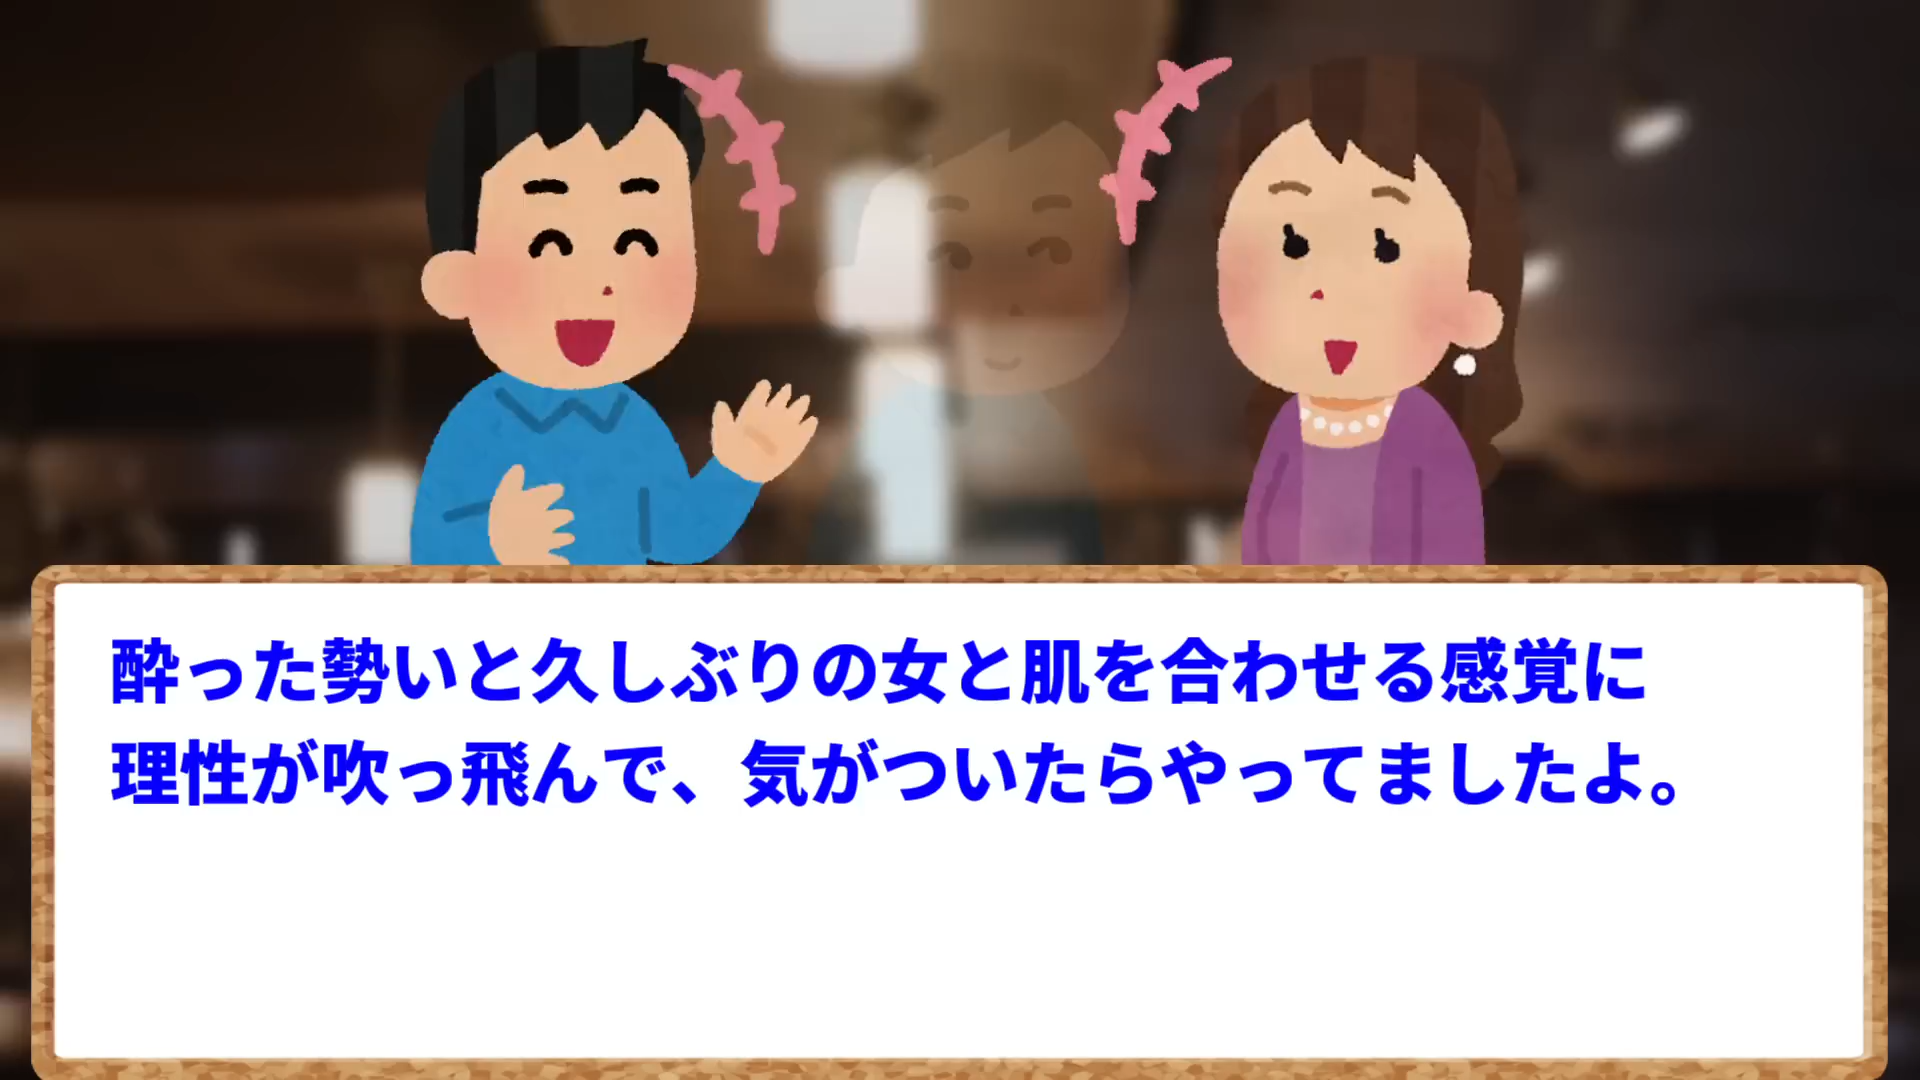 酔った勢いと久しぶりの女と肌を合わせる感覚に
理性が吹っ飛んで、気がついたらやってましたよ。